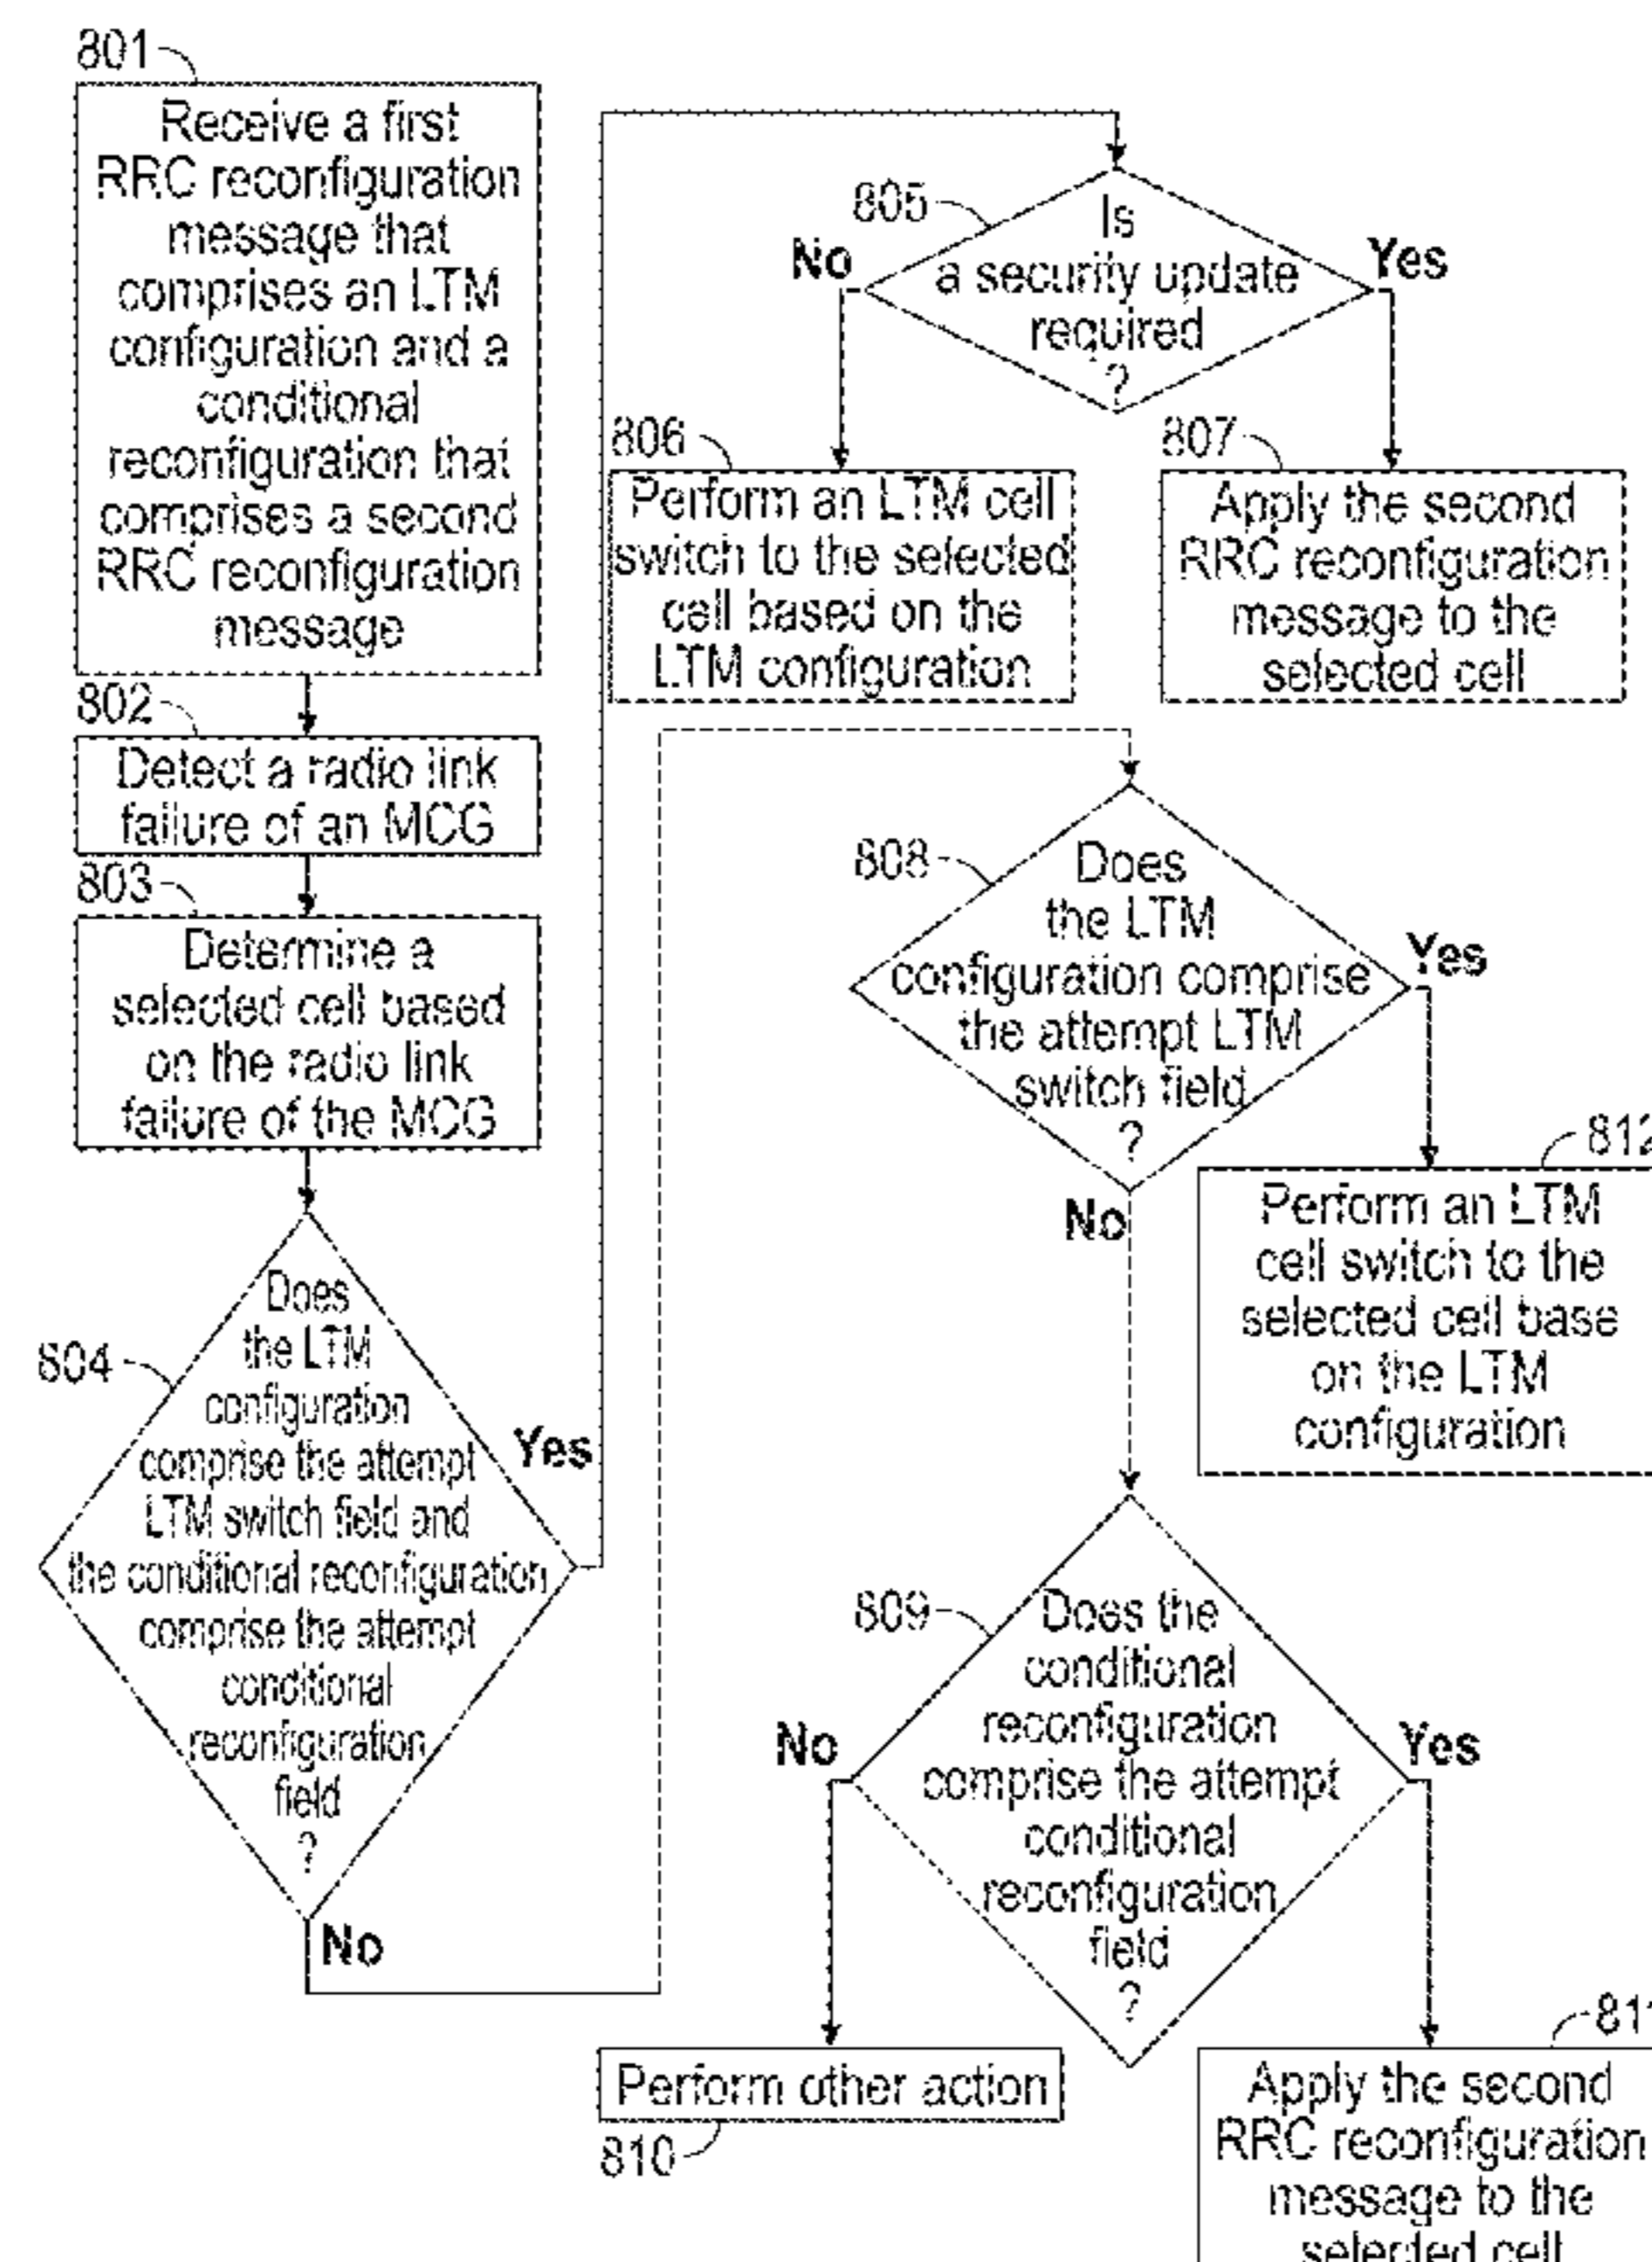 801
Receive a first
RRC reconfiguration
message that
comprises an LTM
configuration and a
conditional
reconfiguration that
comprises a second
RRC reconfiguration
message
802
Detect a radio link
failure of an MCG
803
Determine a
selected cell based
on the radio link
failure of the MCG
804
Does
the LTM
configuration
comprise the attempt
LTM switch field and
the conditional reconfiguration
comprise the attempt
conditional
reconfiguration
field
?
Yes
No
805
Is
a security update
required
?
No
Yes
806
Perform an LTM cell
switch to the selected
cell based on the
LTM configuration
807
Apply the second
RRC reconfiguration
message to the
selected cell
808
Does
the LTM
configuration comprise
the attempt LTM
switch field
?
Yes
No
812
Perform an LTM
cell switch to the
selected cell base
on the LTM
configuration
809
Does the
conditional
reconfiguration
comprise the attempt
conditional
reconfiguration
field
?
No
Yes
Perform other action
810
811
Apply the second
RRC reconfiguration
message to the
selected cell